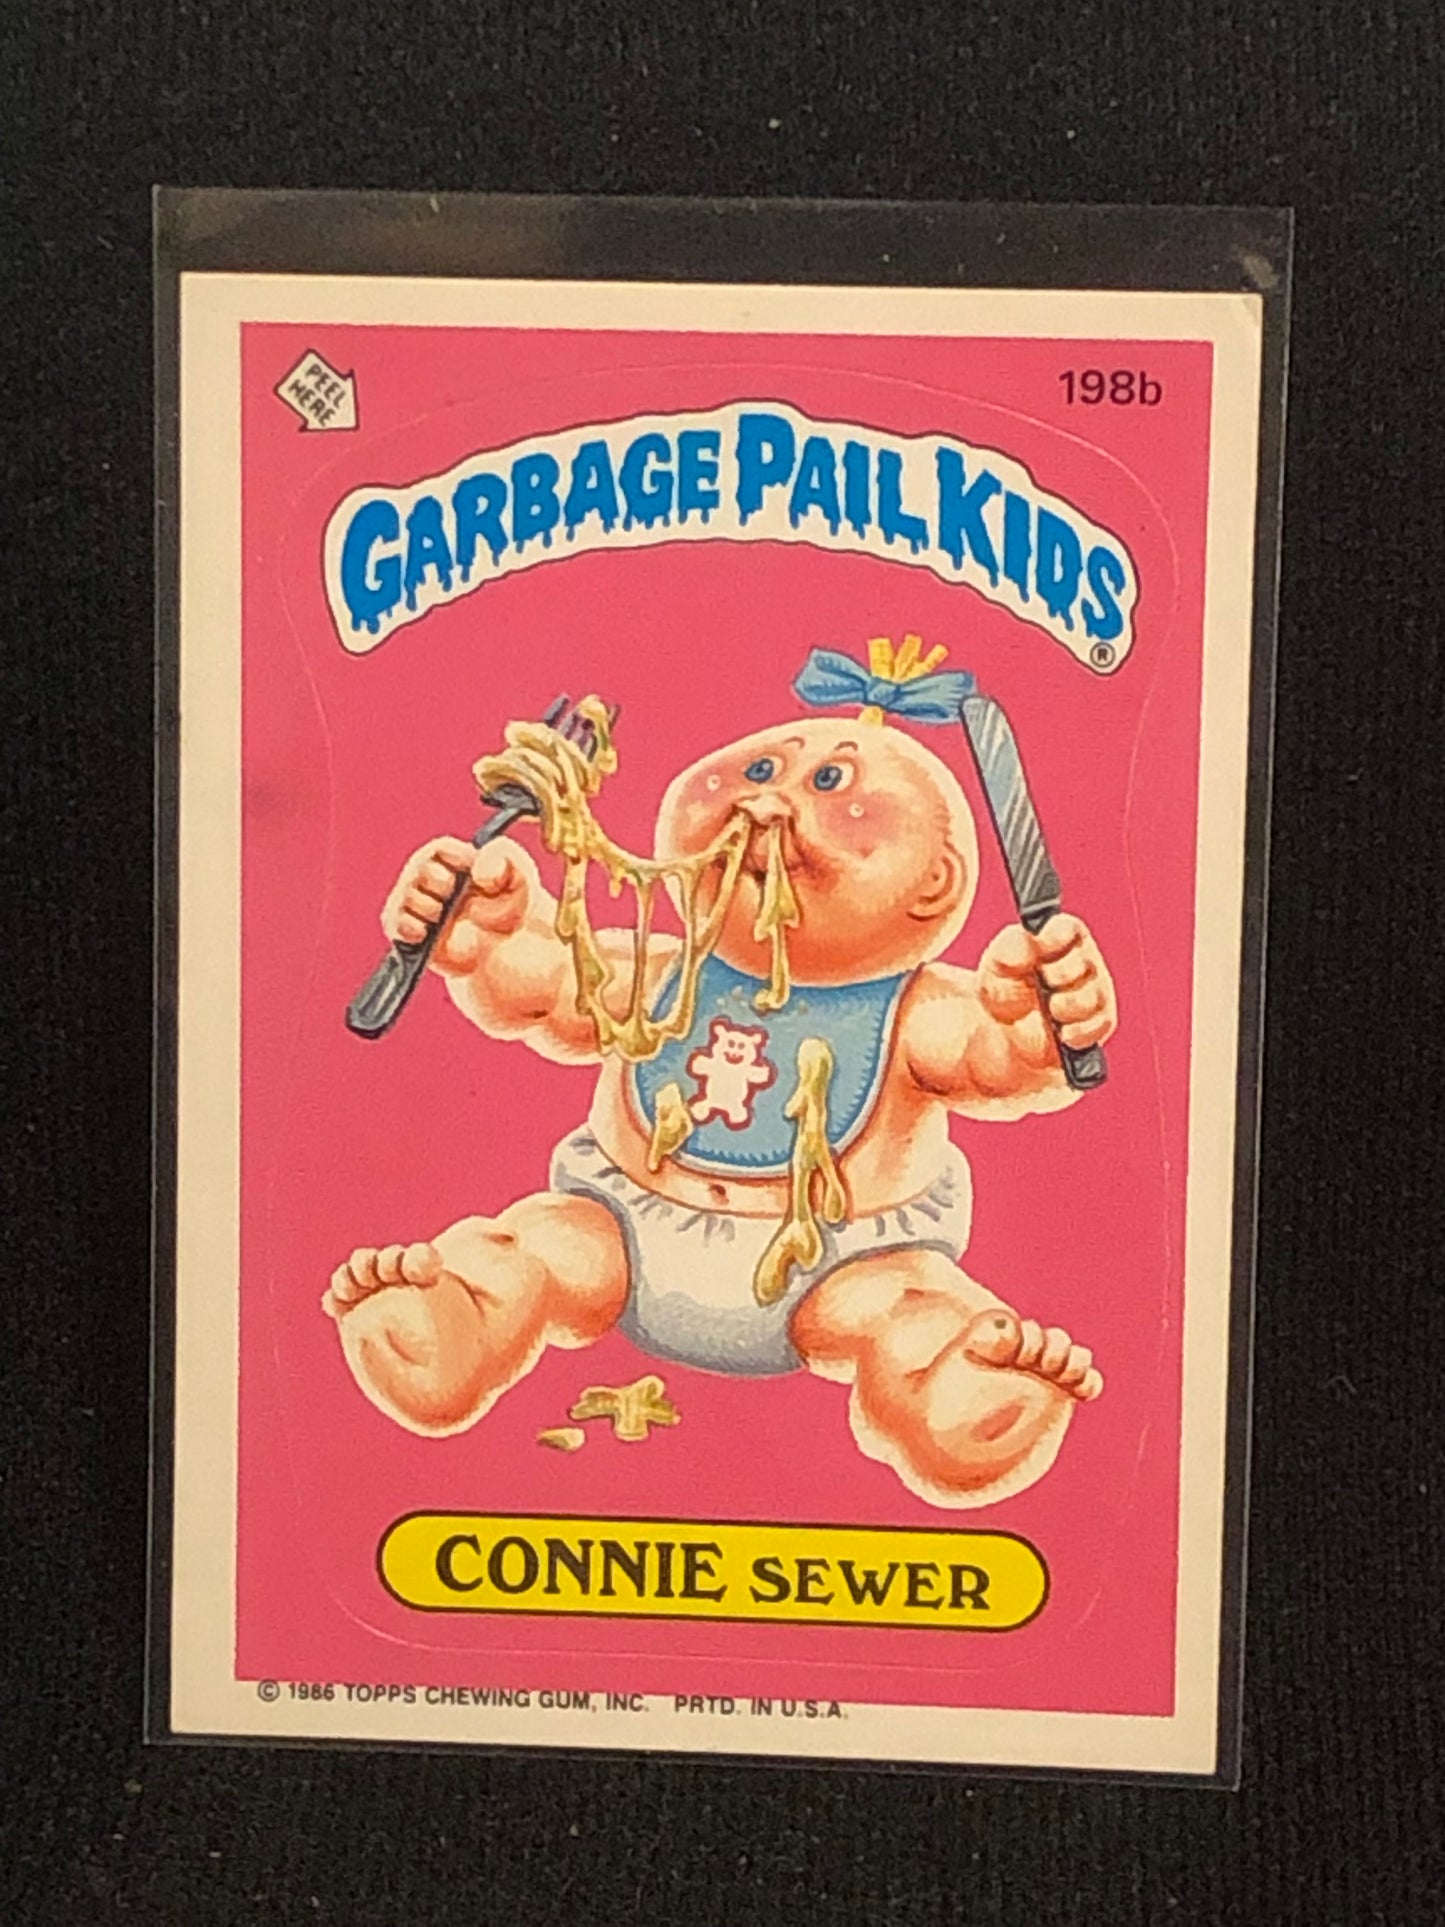 PEEL
HERE
198b
GARBAGE PAIL KIDS
®
CONNIE SEWER
© 1986 TOPPS CHEWING GUM, INC. PRTD. IN U.S.A.